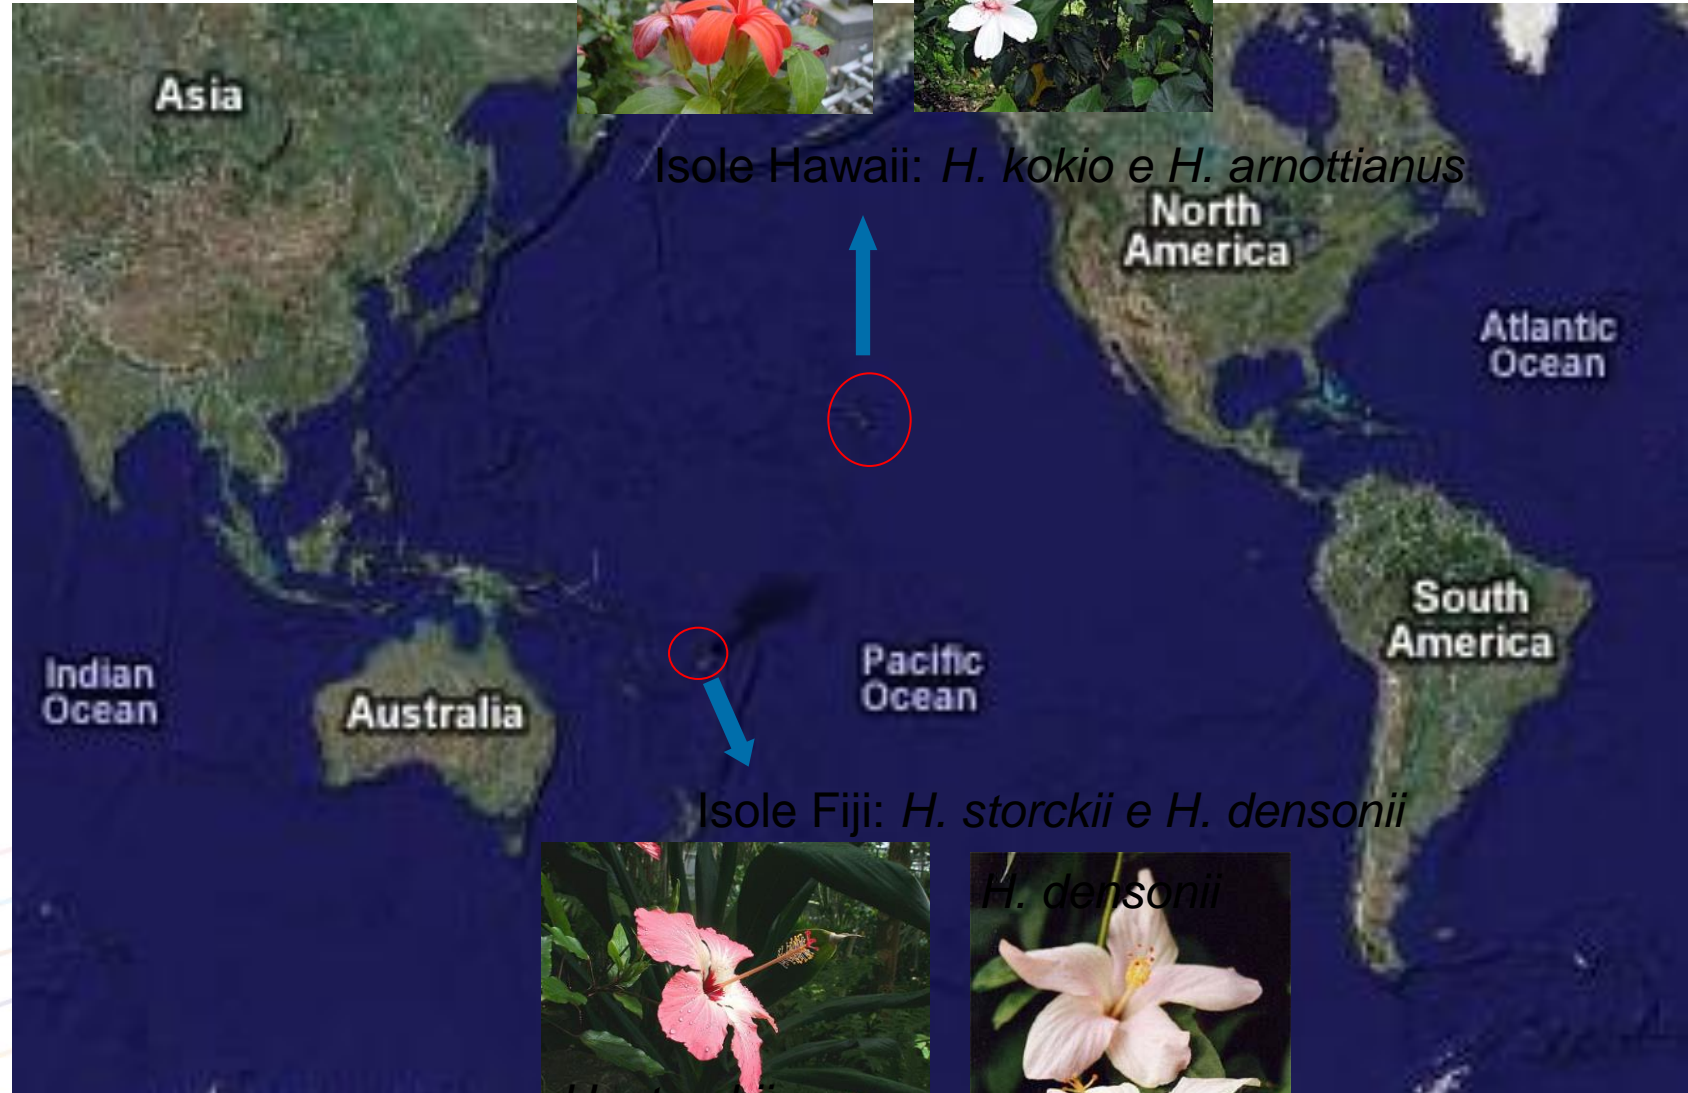 Asia
Isole Hawaii: H. kokio e H. arnottianus
North
America
Atlantic
Ocean
South
America
Indian
Ocean
Pacific
Ocean
Australia
Isole Fiji: H. storckii e H. densonii
H. densonii